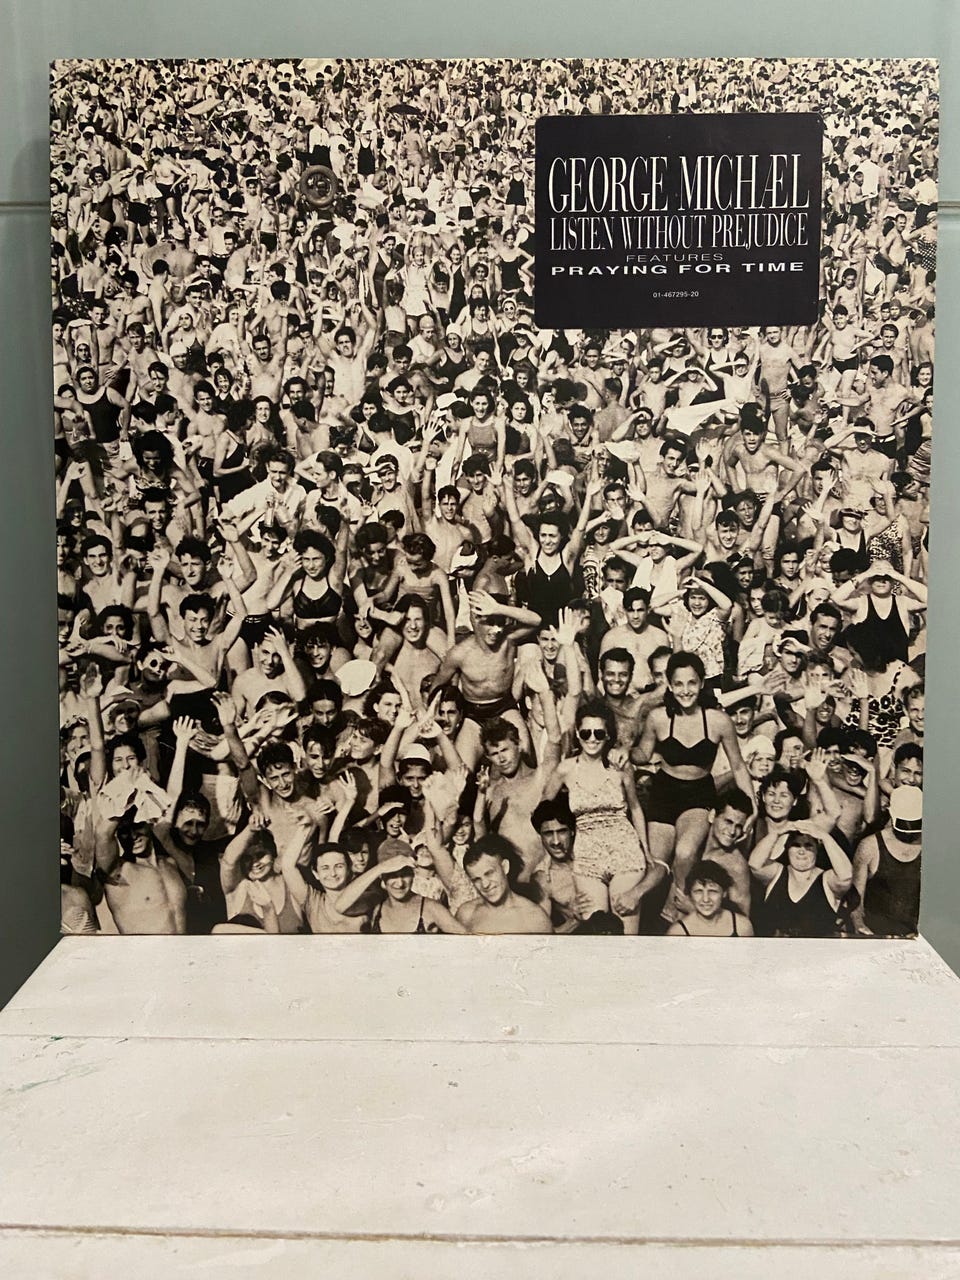 GEORGE MICHÆL
LISTEN WITHOUT PREJUDICE
FEATURES
PRAYING FOR TIME
01-467295-20